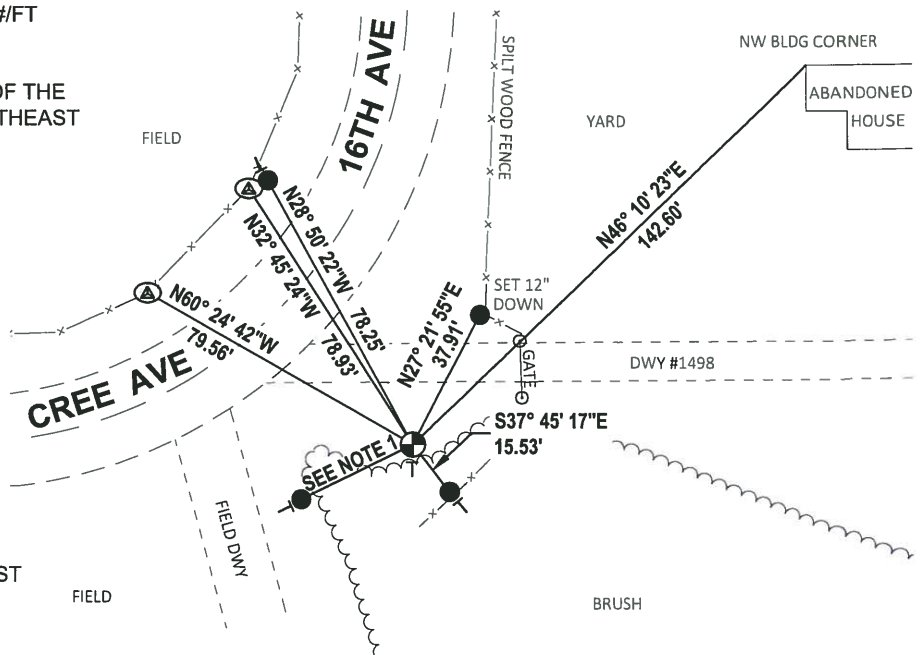 #/FT
OF THE
THEAST
FIELD
16TH AVE
SPILT WOOD FENCE
YARD
NW BLDG CORNER
ABANDONED
HOUSE
N28° 50' 22"W
78.25'
N32° 45' 24"W
78.93'
N60° 24' 42"W
79.56'
N27° 21' 55"E
37.91'
N46° 10' 23"E
142.60'
SET 12"
DOWN
GATE
DWY #1498
CREE AVE
S37° 45' 17"E
15.53'
SEE NOTE 1
FIELD DWY
ST
FIELD
BRUSH